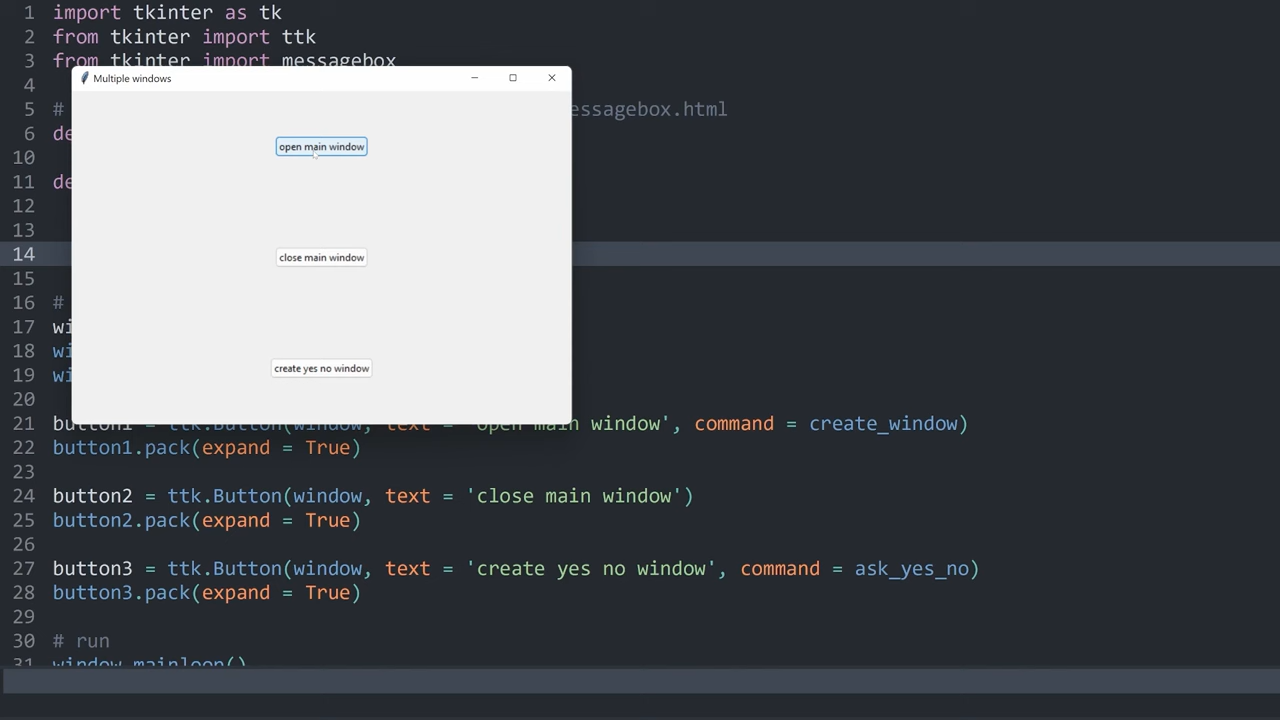 1 import tkinter as tk
2 from tkinter import ttk
3 from tkinter import messagebox
Multiple windows
4
5 # essagebox.html
6 de
open main window
10
11 de
12
13
14
close main window
15
16 #
17 wi
18 wi
19 wi
create yes no window
20
21 button1 = ttk.Button(window, text = 'open main window', command = create_window)
22 button1.pack(expand = True)
23
24 button2 = ttk.Button(window, text = 'close main window')
25 button2.pack(expand = True)
26
27 button3 = ttk.Button(window, text = 'create yes no window', command = ask_yes_no)
28 button3.pack(expand = True)
29
30 # run
31 window.mainloop()